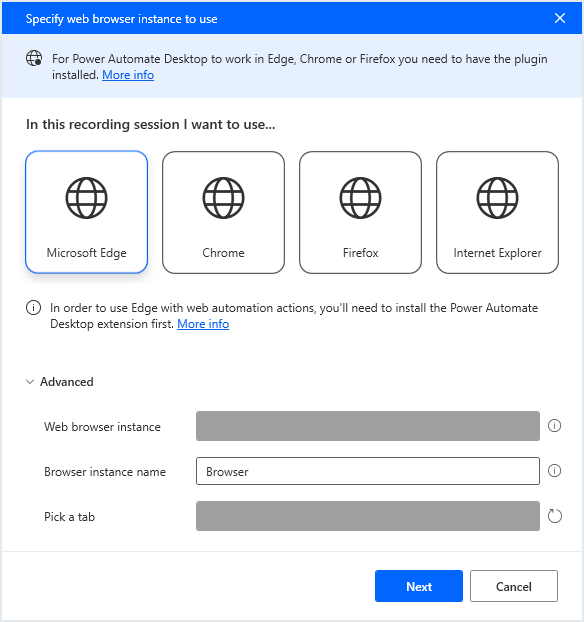 Specify web browser instance to use
For Power Automate Desktop to work in Edge, Chrome or Firefox you need to have the plugin
installed. More info
In this recording session I want to use...
Microsoft Edge
Chrome
Firefox
Internet Explorer
In order to use Edge with web automation actions, you'll need to install the Power Automate
Desktop extension first. More info
Advanced
Web browser instance
Browser instance name
Browser
Pick a tab
Next
Cancel